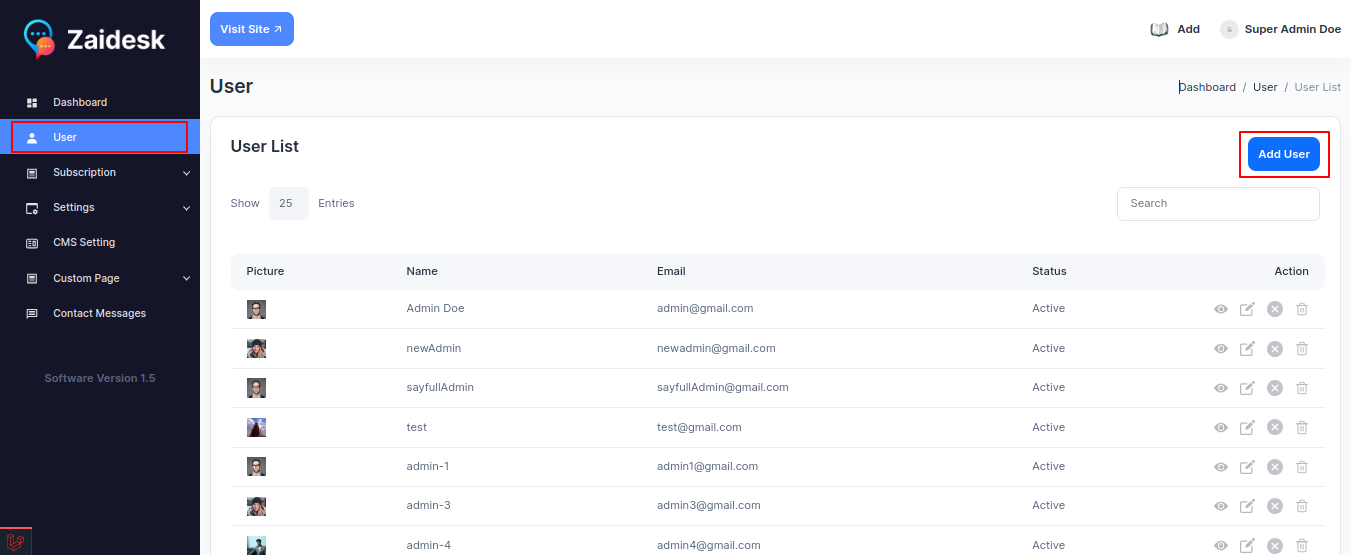 Zaidesk
Visit Site
Add
Super Admin Doe
Dashboard
User
Subscription
Settings
CMS Setting
Custom Page
Contact Messages
Software Version 1.5
User
Dashboard / User / User List
User List
Add User
Show 25 Entries
Search
Picture Name Email Status Action
Admin Doe admin@gmail.com Active
newAdmin newadmin@gmail.com Active
sayfullAdmin sayfullAdmin@gmail.com Active
test test@gmail.com Active
admin-1 admin1@gmail.com Active
admin-3 admin3@gmail.com Active
admin-4 admin4@gmail.com Active